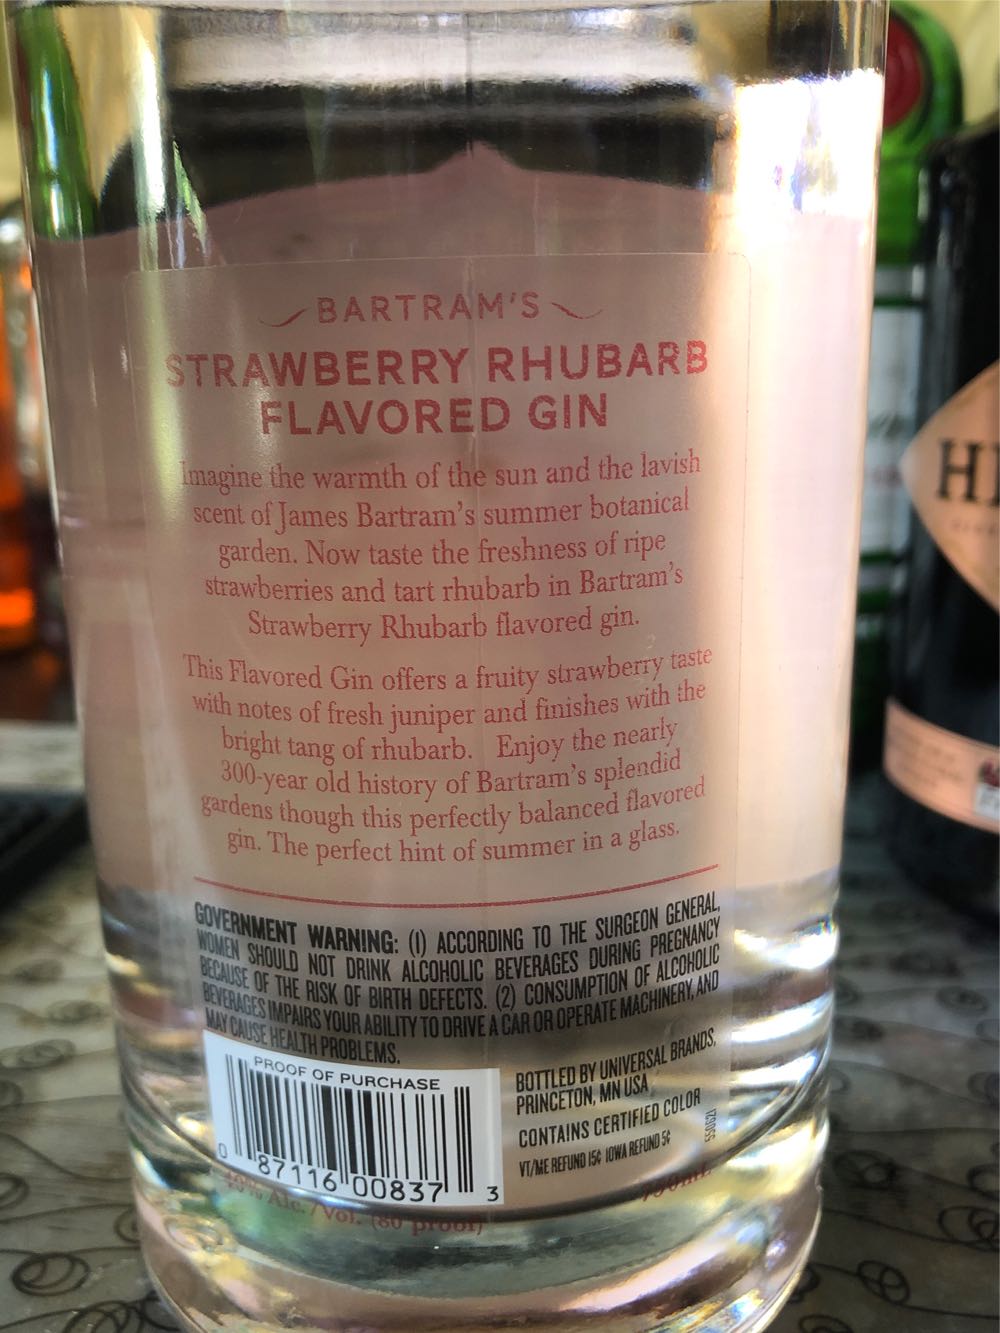 BARTRAM'S
STRAWBERRY RHUBARB
FLAVORED GIN
Imagine the warmth of the sun and the lavish
scent of James Bartram's summer botanical
garden. Now taste the freshness of ripe
strawberries and tart rhubarb in Bartram's
Strawberry Rhubarb flavored gin.
This Flavored Gin offers a fruity strawberry taste
with notes of fresh juniper and finishes with the
bright tang of rhubarb. Enjoy the nearly
300-year old history of Bartram's splendid
gardens though this perfectly balanced flavored
gin. The perfect hint of summer in a glass.
GOVERNMENT WARNING: (1) ACCORDING TO THE SURGEON GENERAL,
WOMEN SHOULD NOT DRINK ALCOHOLIC BEVERAGES DURING PREGNANCY
BECAUSE OF THE RISK OF BIRTH DEFECTS. (2) CONSUMPTION OF ALCOHOLIC
BEVERAGES IMPAIRS YOUR ABILITY TO DRIVE A CAR OR OPERATE MACHINERY, AND
MAY CAUSE HEALTH PROBLEMS.
PROOF OF PURCHASE
0 87116 00837 3
BOTTLED BY UNIVERSAL BRANDS,
PRINCETON, MN USA
CONTAINS CERTIFIED COLOR
VT/ME REFUND 15¢ IOWA REFUND 5¢
40% Alc./Vol. (80 proof)
750mL
H